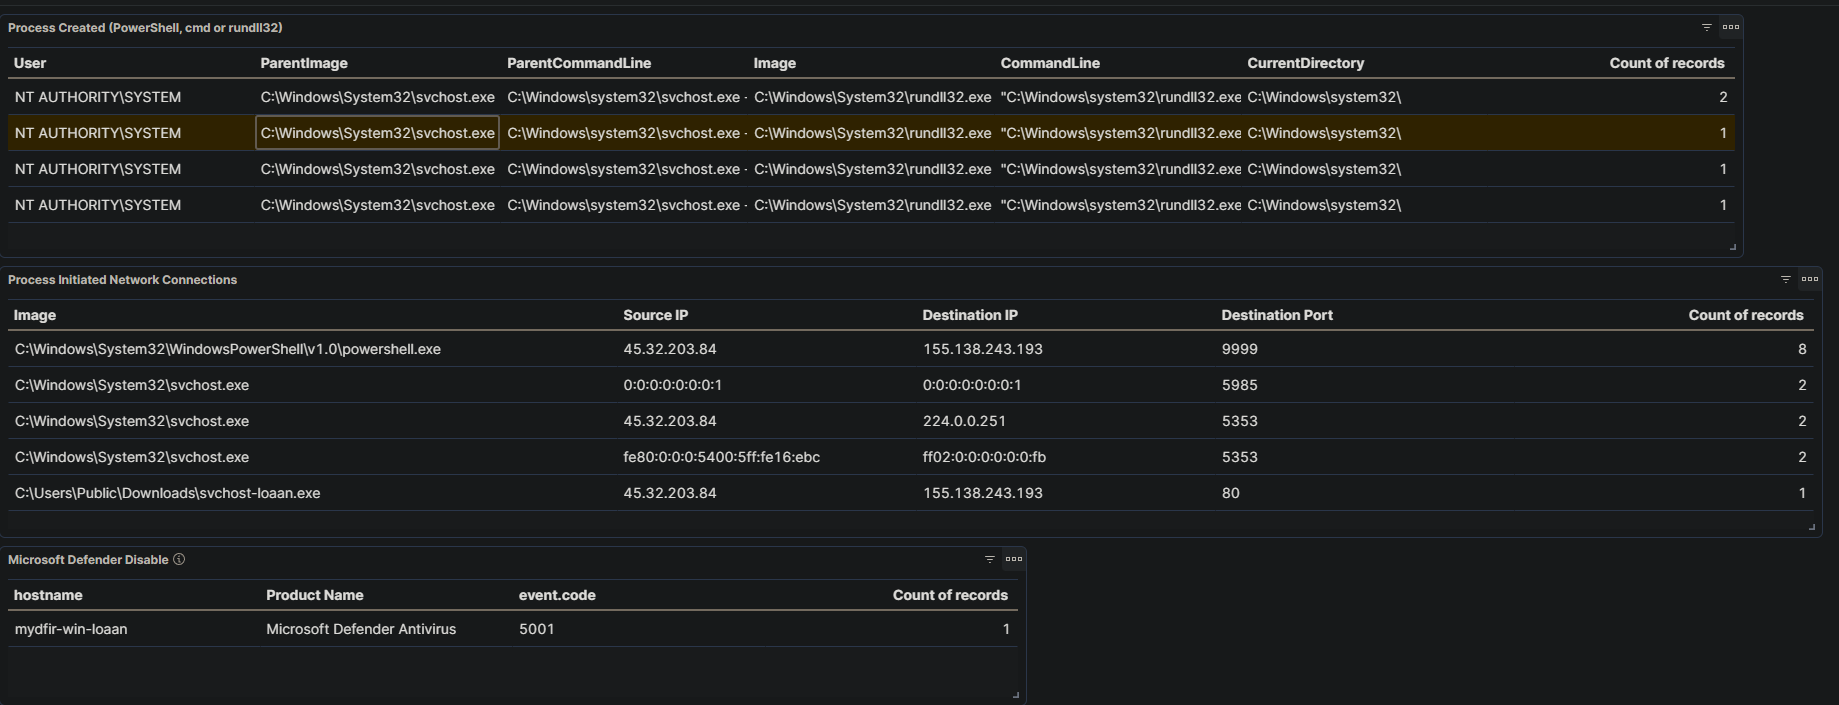 Process Created (PowerShell, cmd or rundll32)
User ParentImage ParentCommandLine Image CommandLine CurrentDirectory Count of records
NT AUTHORITY\SYSTEM C:\Windows\System32\svchost.exe C:\Windows\system32\svchost.exe - C:\Windows\System32\rundll32.exe "C:\Windows\system32\rundll32.exe C:\Windows\system32\ 2
NT AUTHORITY\SYSTEM C:\Windows\System32\svchost.exe C:\Windows\system32\svchost.exe - C:\Windows\System32\rundll32.exe "C:\Windows\system32\rundll32.exe C:\Windows\system32\ 1
NT AUTHORITY\SYSTEM C:\Windows\System32\svchost.exe C:\Windows\system32\svchost.exe - C:\Windows\System32\rundll32.exe "C:\Windows\system32\rundll32.exe C:\Windows\system32\ 1
NT AUTHORITY\SYSTEM C:\Windows\System32\svchost.exe C:\Windows\system32\svchost.exe - C:\Windows\System32\rundll32.exe "C:\Windows\system32\rundll32.exe C:\Windows\system32\ 1
Process Initiated Network Connections
Image Source IP Destination IP Destination Port Count of records
C:\Windows\System32\WindowsPowerShell\v1.0\powershell.exe 45.32.203.84 155.138.243.193 9999 8
C:\Windows\System32\svchost.exe 0:0:0:0:0:0:0:1 0:0:0:0:0:0:0:1 5985 2
C:\Windows\System32\svchost.exe 45.32.203.84 224.0.0.251 5353 2
C:\Windows\System32\svchost.exe fe80:0:0:0:5400:5ff:fe16:ebc ff02:0:0:0:0:0:0:fb 5353 2
C:\Users\Public\Downloads\svchost-loaan.exe 45.32.203.84 155.138.243.193 80 1
Microsoft Defender Disable
hostname Product Name event.code Count of records
mydfir-win-loaan Microsoft Defender Antivirus 5001 1